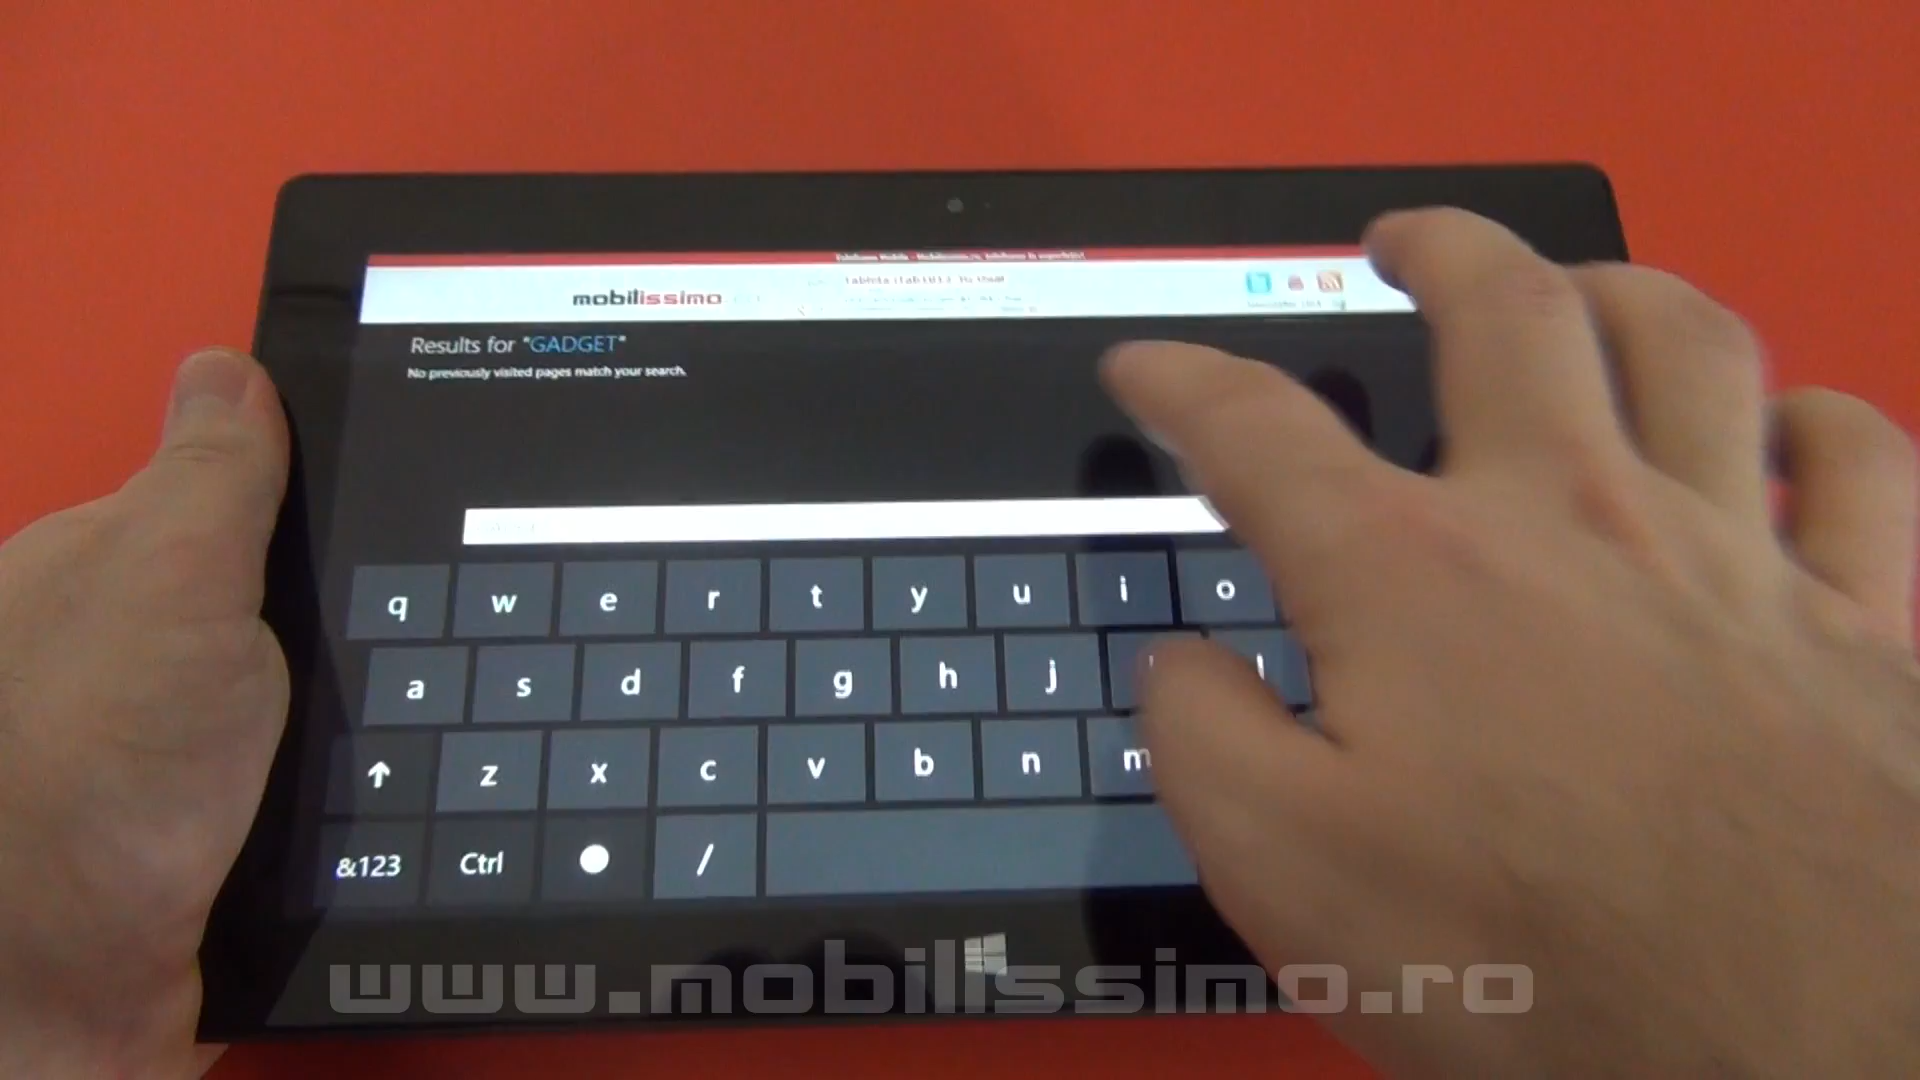 mobilissimo
Results for "GADGET"
No previously visited pages match your search.
q w e r t y u i o
a s d f g h j l
z x c v b n m
&123 Ctrl /
www.mobilissimo.ro